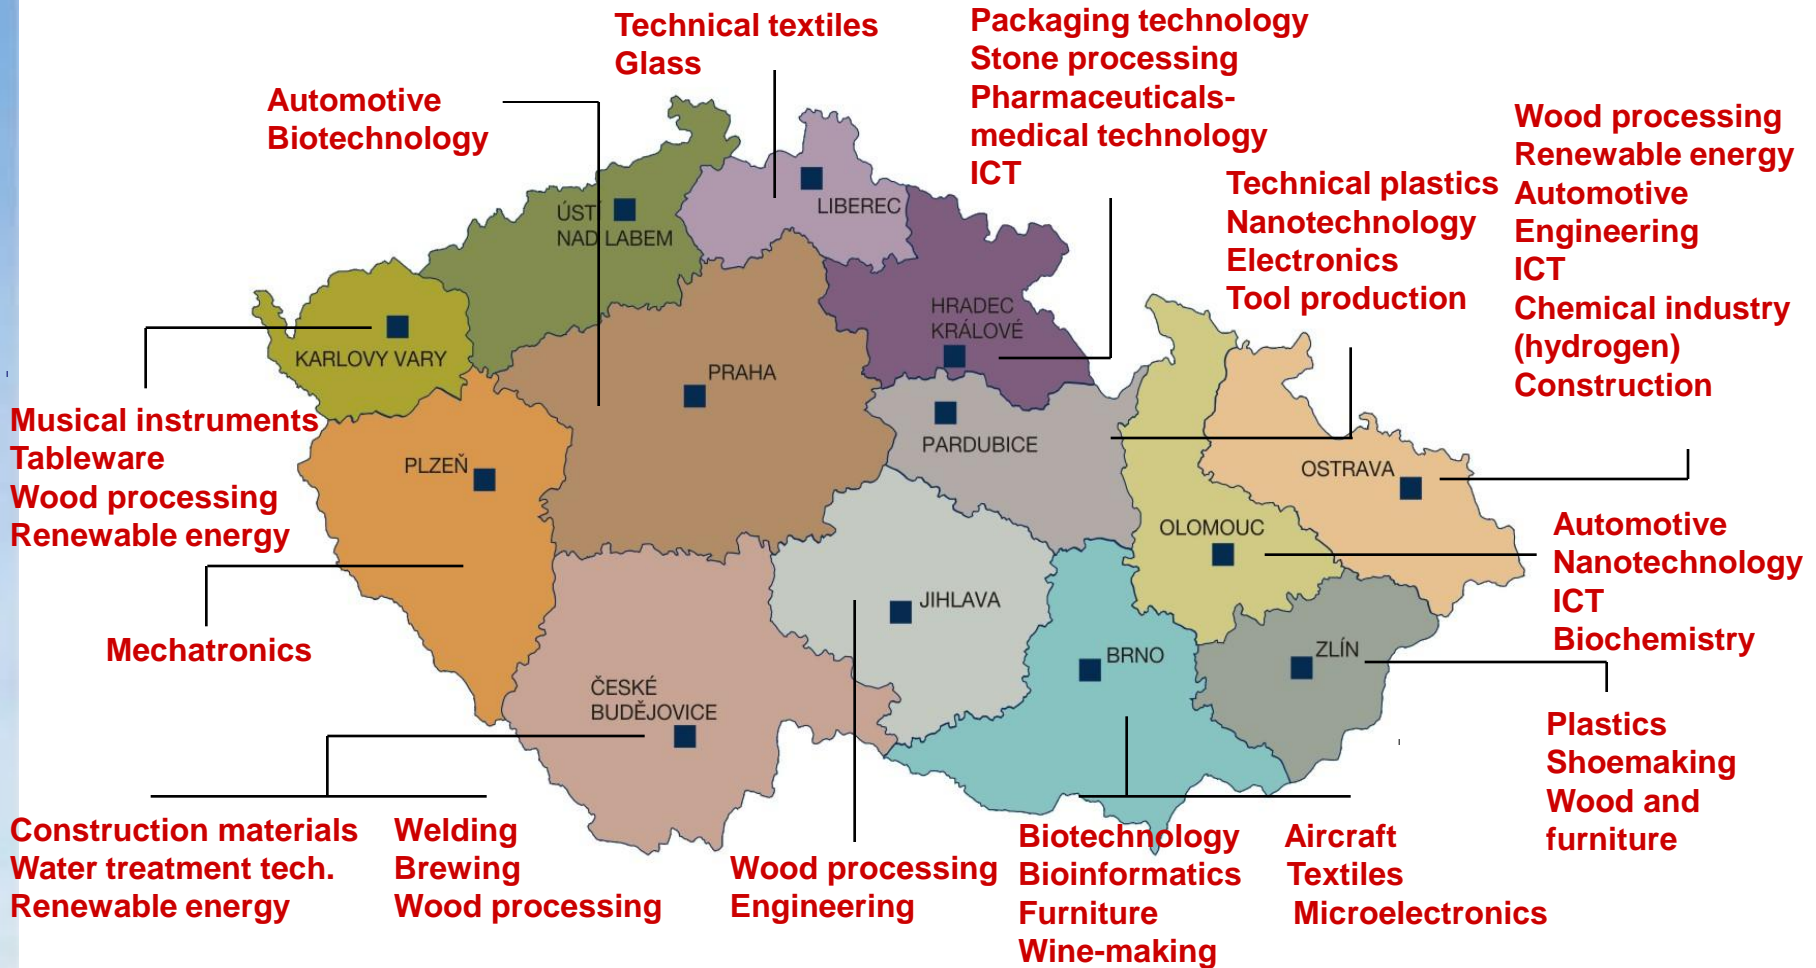 Technical textiles
Glass
Packaging technology
Stone processing
Pharmaceuticals-
medical technology
ICT
Automotive
Biotechnology
Wood processing
Renewable energy
Automotive
Engineering
ICT
Chemical industry
(hydrogen)
Construction
Technical plastics
Nanotechnology
Electronics
Tool production
ÚSTÍ
NAD LABEM
LIBEREC
HRADEC
KRÁLOVÉ
KARLOVY VARY
PRAHA
PARDUBICE
PLZEŇ
OSTRAVA
OLOMOUC
JIHLAVA
BRNO
ZLÍN
ČESKÉ
BUDĚJOVICE
Musical instruments
Tableware
Wood processing
Renewable energy
Mechatronics
Automotive
Nanotechnology
ICT
Biochemistry
Plastics
Shoemaking
Wood and
furniture
Construction materials
Water treatment tech.
Renewable energy
Welding
Brewing
Wood processing
Wood processing
Engineering
Biotechnology
Bioinformatics
Furniture
Wine-making
Aircraft
Textiles
Microelectronics